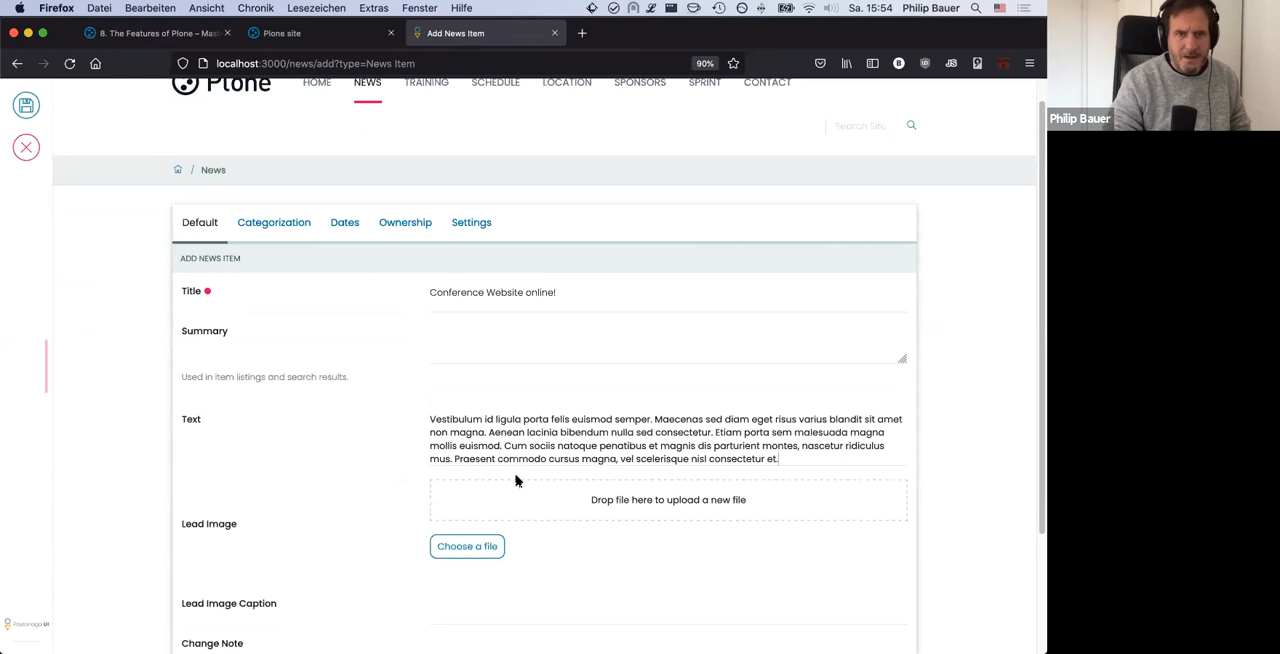 Firefox Datei Bearbeiten Ansicht Chronik Lesezeichen Extras Fenster Hilfe Sa. 15:54 Philip Bauer
8. The Features of Plone – Mast
Plone site
Add News Item
localhost:3000/news/add?type=News Item
90%
Plone
HOME NEWS TRAINING SCHEDULE LOCATION SPONSORS SPRINT CONTACT
Search Site
/ News
Default Categorization Dates Ownership Settings
ADD NEWS ITEM
Title
Conference Website online!
Summary
Used in item listings and search results.
Text
Vestibulum id ligula porta felis euismod semper. Maecenas sed diam eget risus varius blandit sit amet
non magna. Aenean lacinia bibendum nulla sed consectetur. Etiam porta sem malesuada magna
mollis euismod. Cum sociis natoque penatibus et magnis dis parturient montes, nascetur ridiculus
mus. Praesent commodo cursus magna, vel scelerisque nisl consectetur et.
Drop file here to upload a new file
Lead Image
Choose a file
Lead Image Caption
Change Note
Pastanaga UI
Philip Bauer